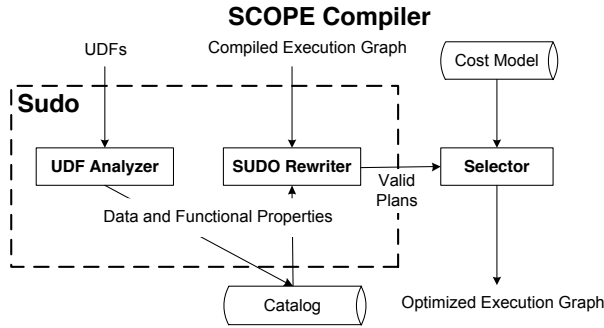 SCOPE Compiler
UDFs
Compiled Execution Graph
Cost Model
Sudo
UDF Analyzer
SUDO Rewriter
Selector
Valid
Plans
Data and Functional Properties
Catalog
Optimized Execution Graph